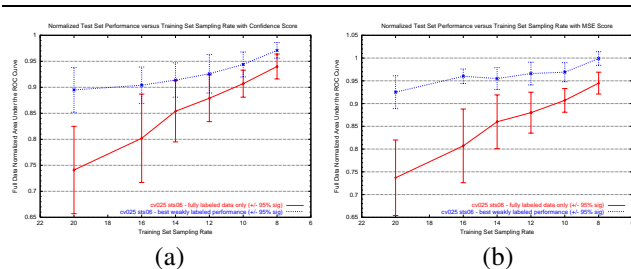 Normalized Test Set Performance versus Training Set Sampling Rate with Confidence Score
Full Data Normalized Area Under the ROC Curve
1
0.95
0.9
0.85
0.8
0.75
0.7
0.65
22 20 18 16 14 12 10 8 6
Training Set Sampling Rate
cv025 sts06 - fully labeled data only (+/- 95% sig)
cv025 sts06 - best weakly labeled performance (+/- 95% sig)
(a)
Normalized Test Set Performance versus Training Set Sampling Rate with MSE Score
Full Data Normalized Area Under the ROC Curve
1.05
1
0.95
0.9
0.85
0.8
0.75
0.7
0.65
22 20 18 16 14 12 10 8
Training Set Sampling Rate
cv025 sts06 - fully labeled data only (+/- 95% sig)
cv025 sts06 - best weakly labeled performance (+/- 95% sig)
(b)